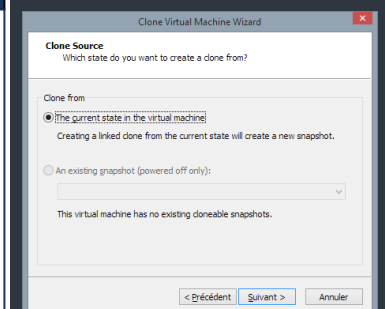 Clone Virtual Machine Wizard
Clone Source
Which state do you want to create a clone from?
Clone from
The current state in the virtual machine
Creating a linked clone from the current state will create a new snapshot.
An existing snapshot (powered off only):
This virtual machine has no existing cloneable snapshots.
< Précédent
Suivant >
Annuler